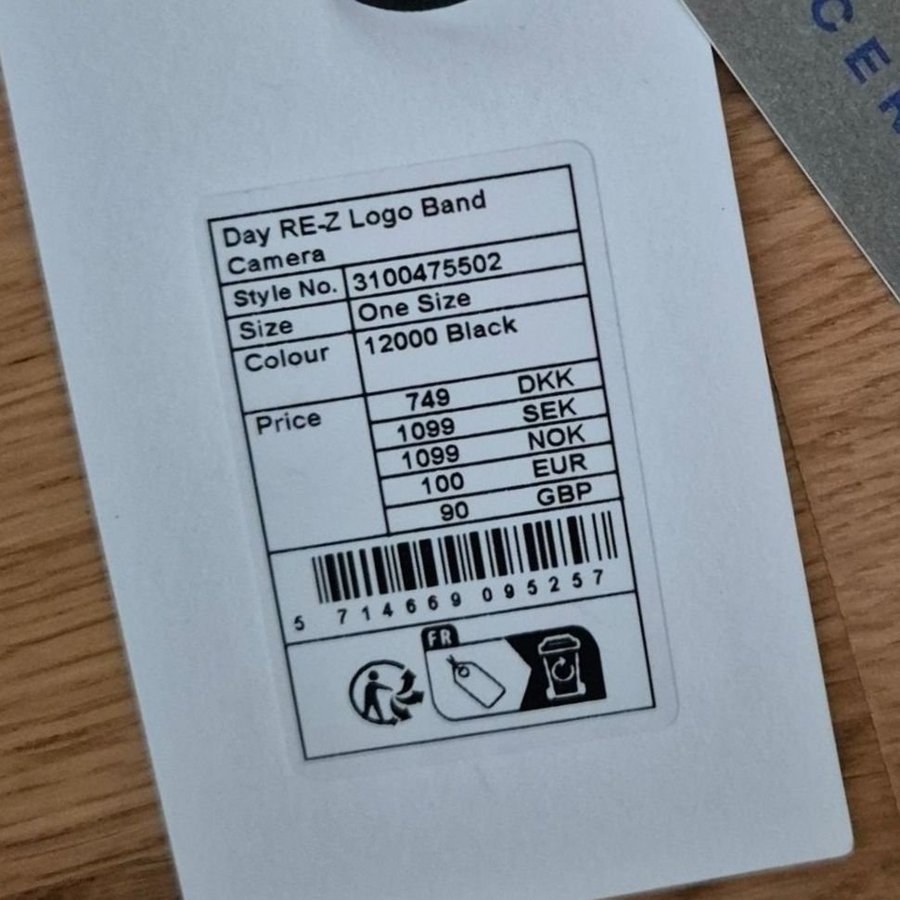 CER
Day RE-Z Logo Band
Camera
Style No. 3100475502
Size One Size
Colour 12000 Black
Price 749 DKK
1099 SEK
1099 NOK
100 EUR
90 GBP
5 714669 095257
FR